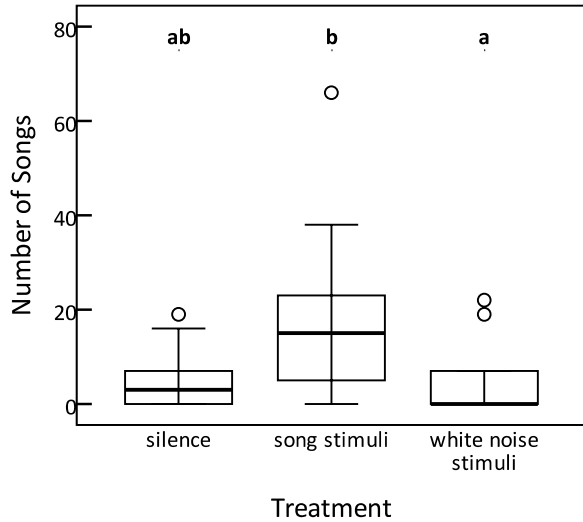 80
ab
b
a
60
Number of Songs
40
20
0
silence
song stimuli
white noise
stimuli
Treatment